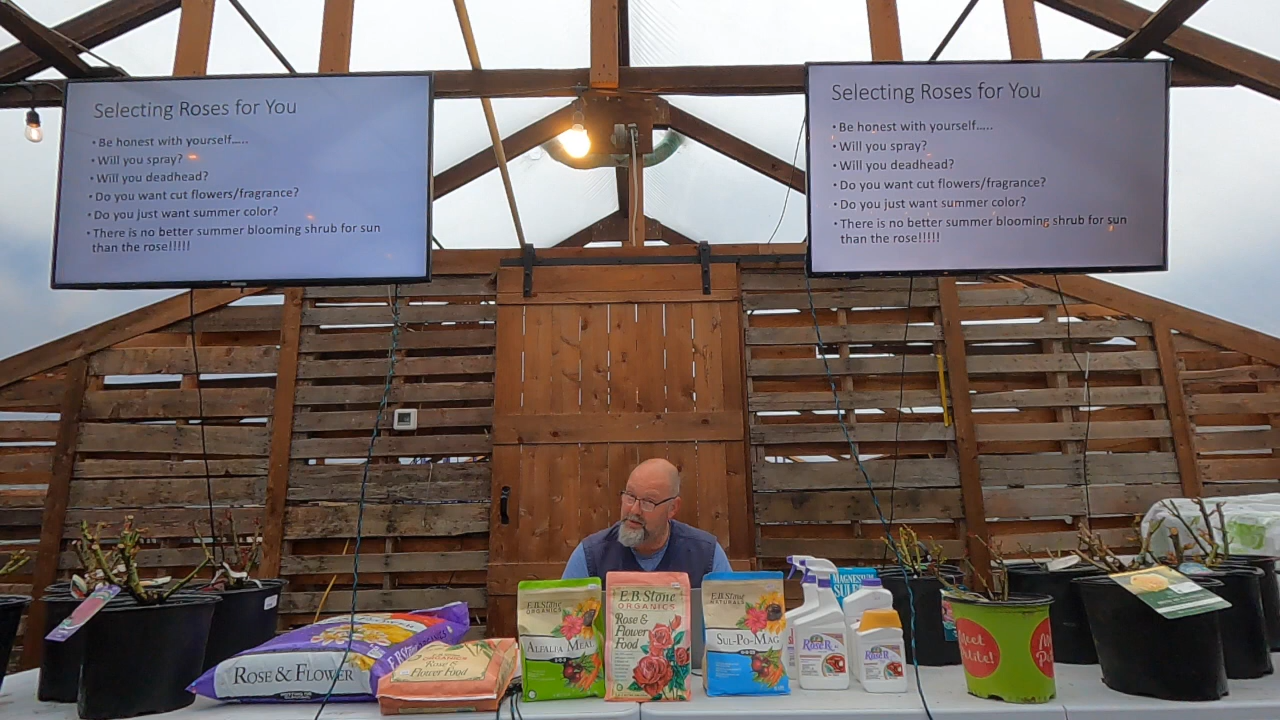 Selecting Roses for You
• Be honest with yourself…..
• Will you spray?
• Will you deadhead?
• Do you want cut flowers/fragrance?
• Do you just want summer color?
• There is no better summer blooming shrub for sun
than the rose!!!!!
Selecting Roses for You
• Be honest with yourself…..
• Will you spray?
• Will you deadhead?
• Do you want cut flowers/fragrance?
• Do you just want summer color?
• There is no better summer blooming shrub for sun
than the rose!!!!!
ROSE & FLOWER
ORGANICS
Rose &
Flower Food
E.B. STONE
ORGANICS
ALFALFA MEAL
E.B. STONE
ORGANICS
Rose &
Flower
Food
E.B. STONE
NATURALS
SUL-PO-MAG
MAGNESIUM